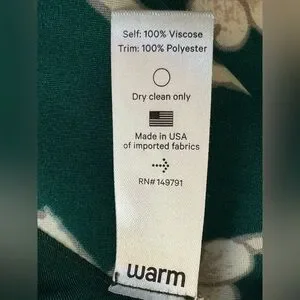 Self: 100% Viscose
Trim: 100% Polyester
Dry clean only
Made in USA
of imported fabrics
RN# 149791
warm